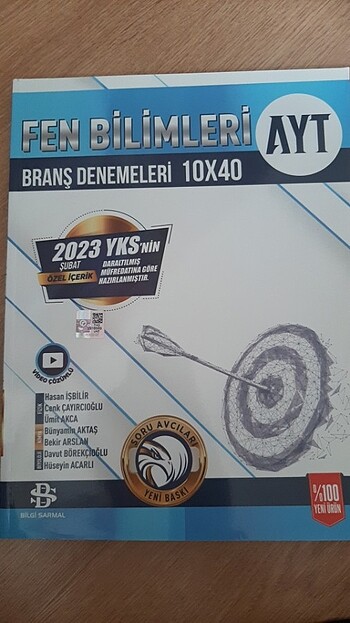 FEN BİLİMLERİ
AYT
BRANŞ DENEMELERİ 10X40
2023 YKS'NİN
ŞUBAT
ÖZEL İÇERİK
DARALTILMIŞ
MÜFREDATINA GÖRE
HAZIRLANMIŞTIR.
VİDEO ÇÖZÜMLÜ
Hasan İŞBİLİR
Cenk ÇAYIRCIOĞLU
Ümit AKCA
Bünyamin AKTAŞ
Bekir ARSLAN
Davut BÖREKÇİOĞLU
Hüseyin ACARLI
SORU AVCILARI
YENİ BASKI
BİLGİ SARMAL
%100
YENİ ÜRÜN